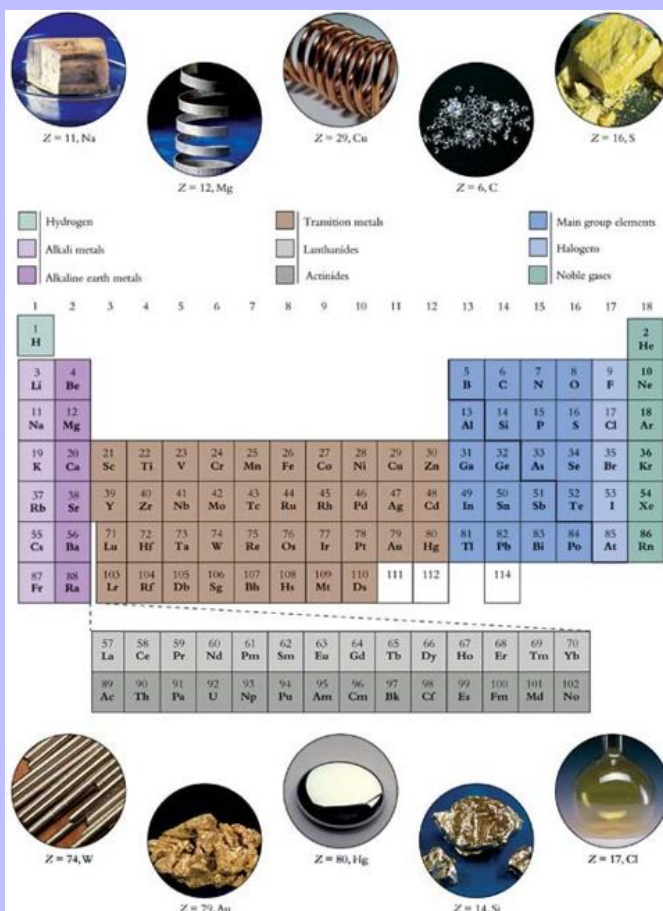 Z = 11, Na
Z = 29, Cu
Z = 16, S
Z = 12, Mg
Z = 6, C
Hydrogen
Transition metals
Main group elements
Alkali metals
Lanthanides
Halogens
Alkaline earth metals
Actinides
Noble gases
1 2 3 4 5 6 7 8 9 10 11 12 13 14 15 16 17 18
1 2
H He
3 4 5 6 7 8 9 10
Li Be B C N O F Ne
11 12 13 14 15 16 17 18
Na Mg Al Si P S Cl Ar
19 20 21 22 23 24 25 26 27 28 29 30 31 32 33 34 35 36
K Ca Sc Ti V Cr Mn Fe Co Ni Cu Zn Ga Ge As Se Br Kr
37 38 39 40 41 42 43 44 45 46 47 48 49 50 51 52 53 54
Rb Sr Y Zr Nb Mo Tc Ru Rh Pd Ag Cd In Sn Sb Te I Xe
55 56 71 72 73 74 75 76 77 78 79 80 81 82 83 84 85 86
Cs Ba Lu Hf Ta W Re Os Ir Pt Au Hg Tl Pb Bi Po At Rn
87 88 103 104 105 106 107 108 109 110 111 112 114
Fr Ra Lr Rf Db Sg Bh Hs Mt Ds
57 58 59 60 61 62 63 64 65 66 67 68 69 70
La Ce Pr Nd Pm Sm Eu Gd Tb Dy Ho Er Tm Yb
89 90 91 92 93 94 95 96 97 98 99 100 101 102
Ac Th Pa U Np Pu Am Cm Bk Cf Es Fm Md No
Z = 74, W
Z = 80, Hg
Z = 17, Cl
Z = 79, Au
Z = 14, Si